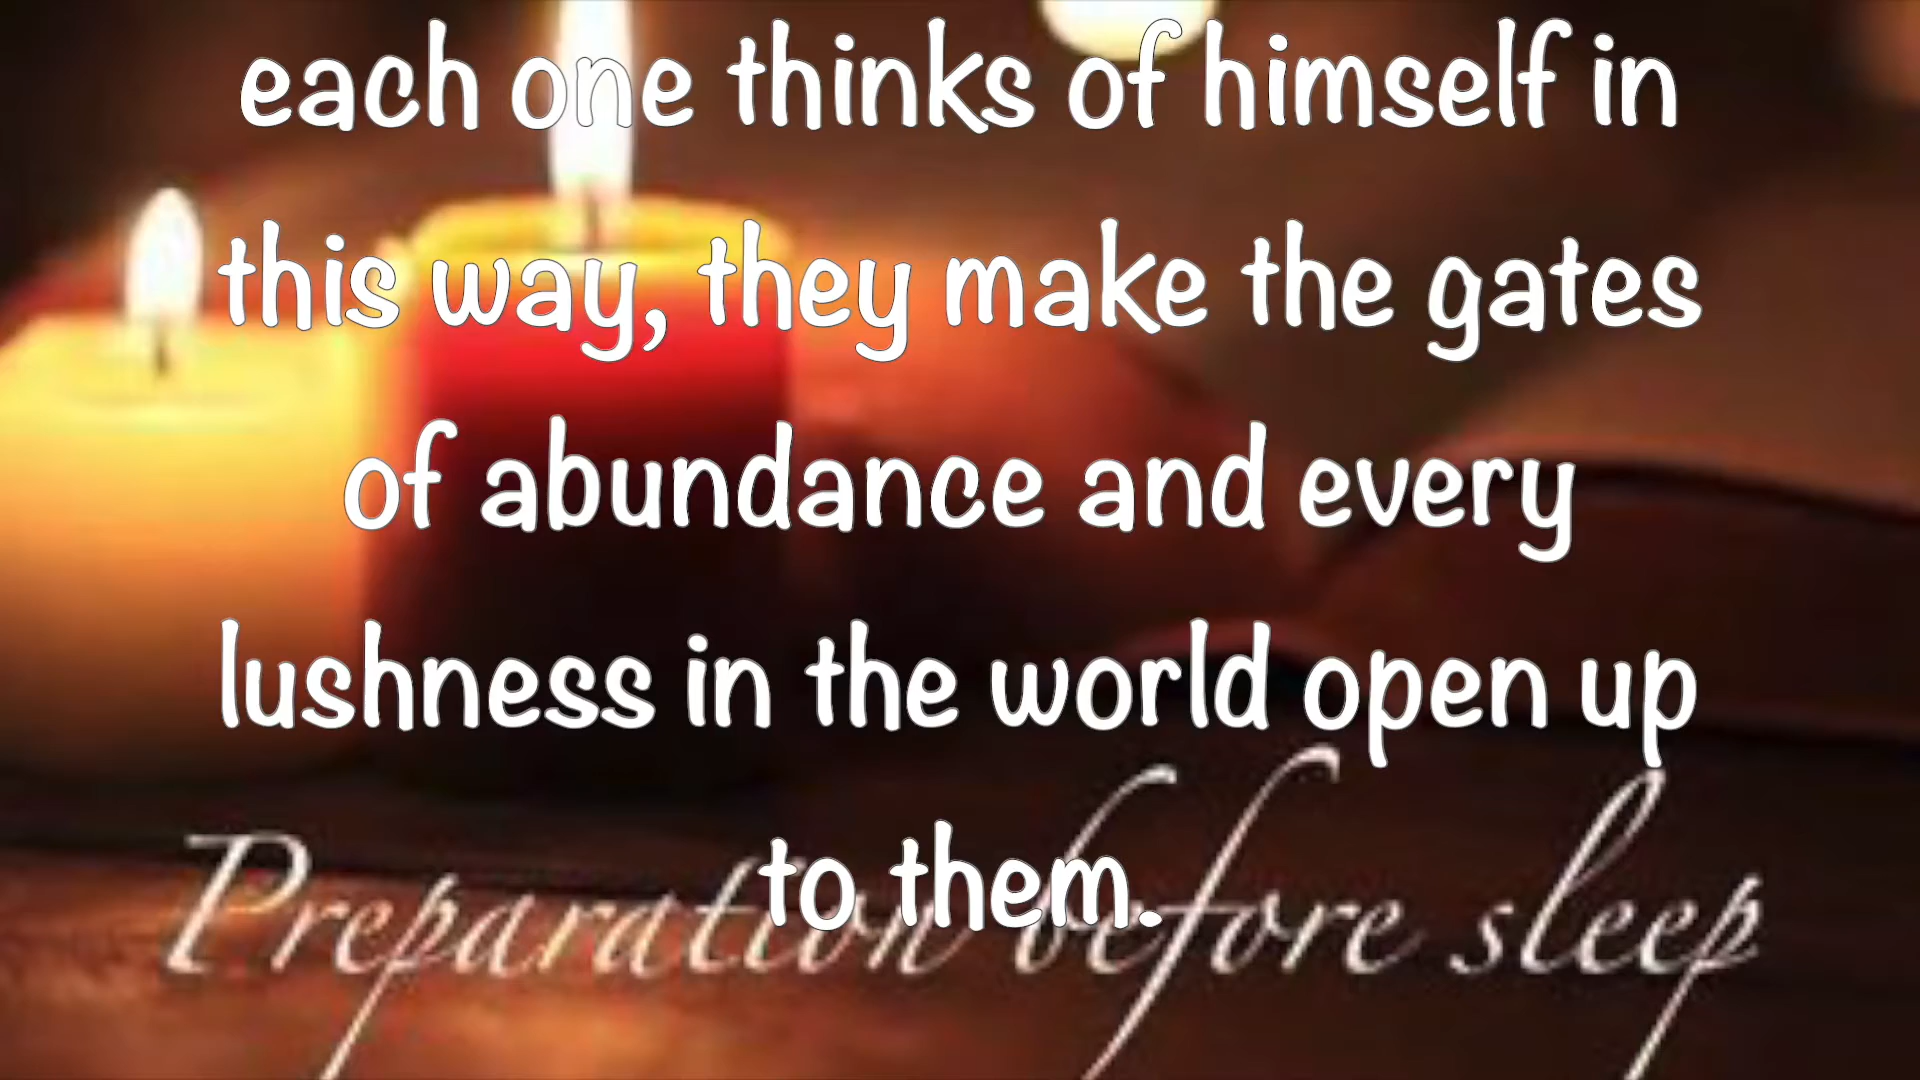 each one thinks of himself in
this way, they make the gates
of abundance and every
lushness in the world open up
to them.
Preparation before sleep